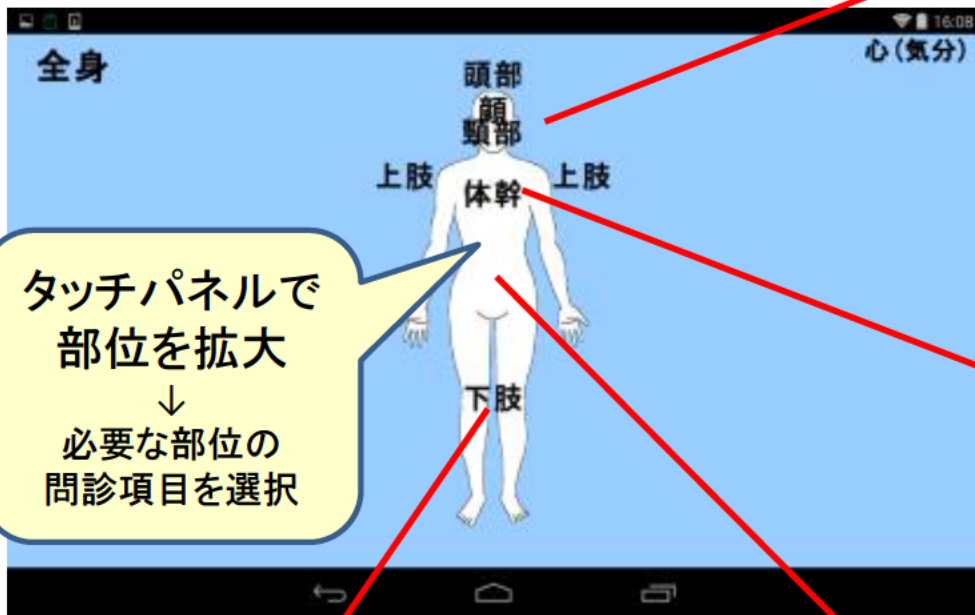 16:08
全身
心(気分)
頭部
顔
頸部
上肢
体幹
上肢
タッチパネルで
部位を拡大
↓
必要な部位の
問診項目を選択
下肢